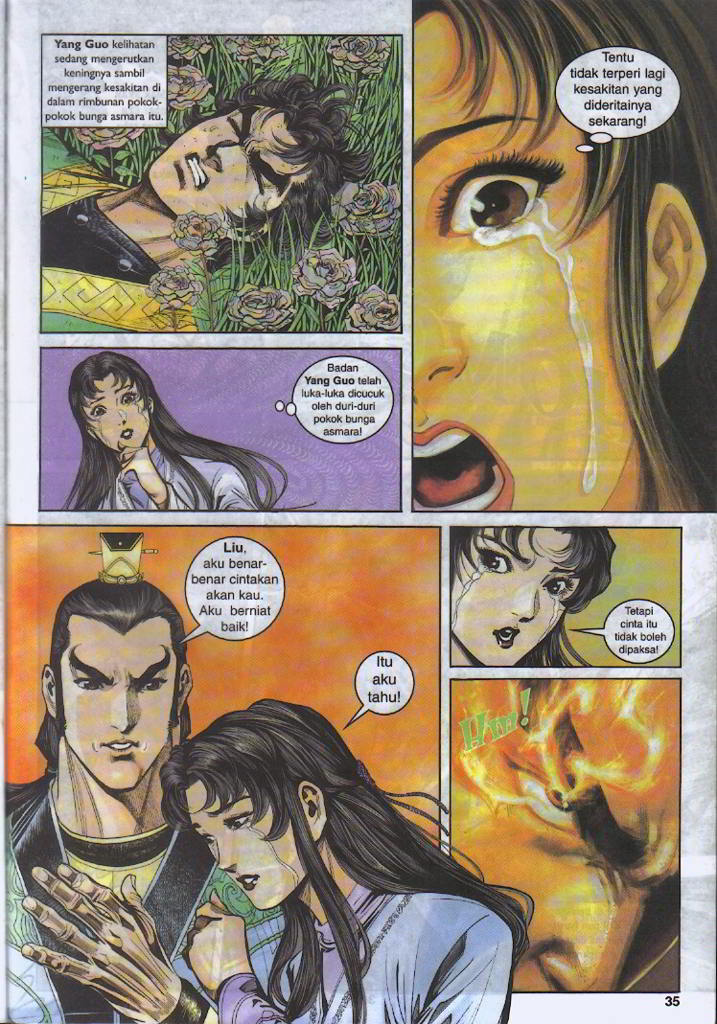 Yang Guo kelihatan
sedang mengerutkan
keningnya sambil
mengerang kesakitan di
dalam rimbunan pokok-
pokok bunga asmara itu.
Tentu
tidak terperi lagi
kesakitan yang
dideritainya
sekarang!
Badan
Yang Guo telah
luka-luka dicucuk
oleh duri-duri
pokok bunga
asmara!
Liu,
aku benar-
benar cintakan
akan kau.
Aku berniat
baik!
Itu
aku
tahu!
Tetapi
cinta itu
tidak boleh
dipaksa!
Hm!
35